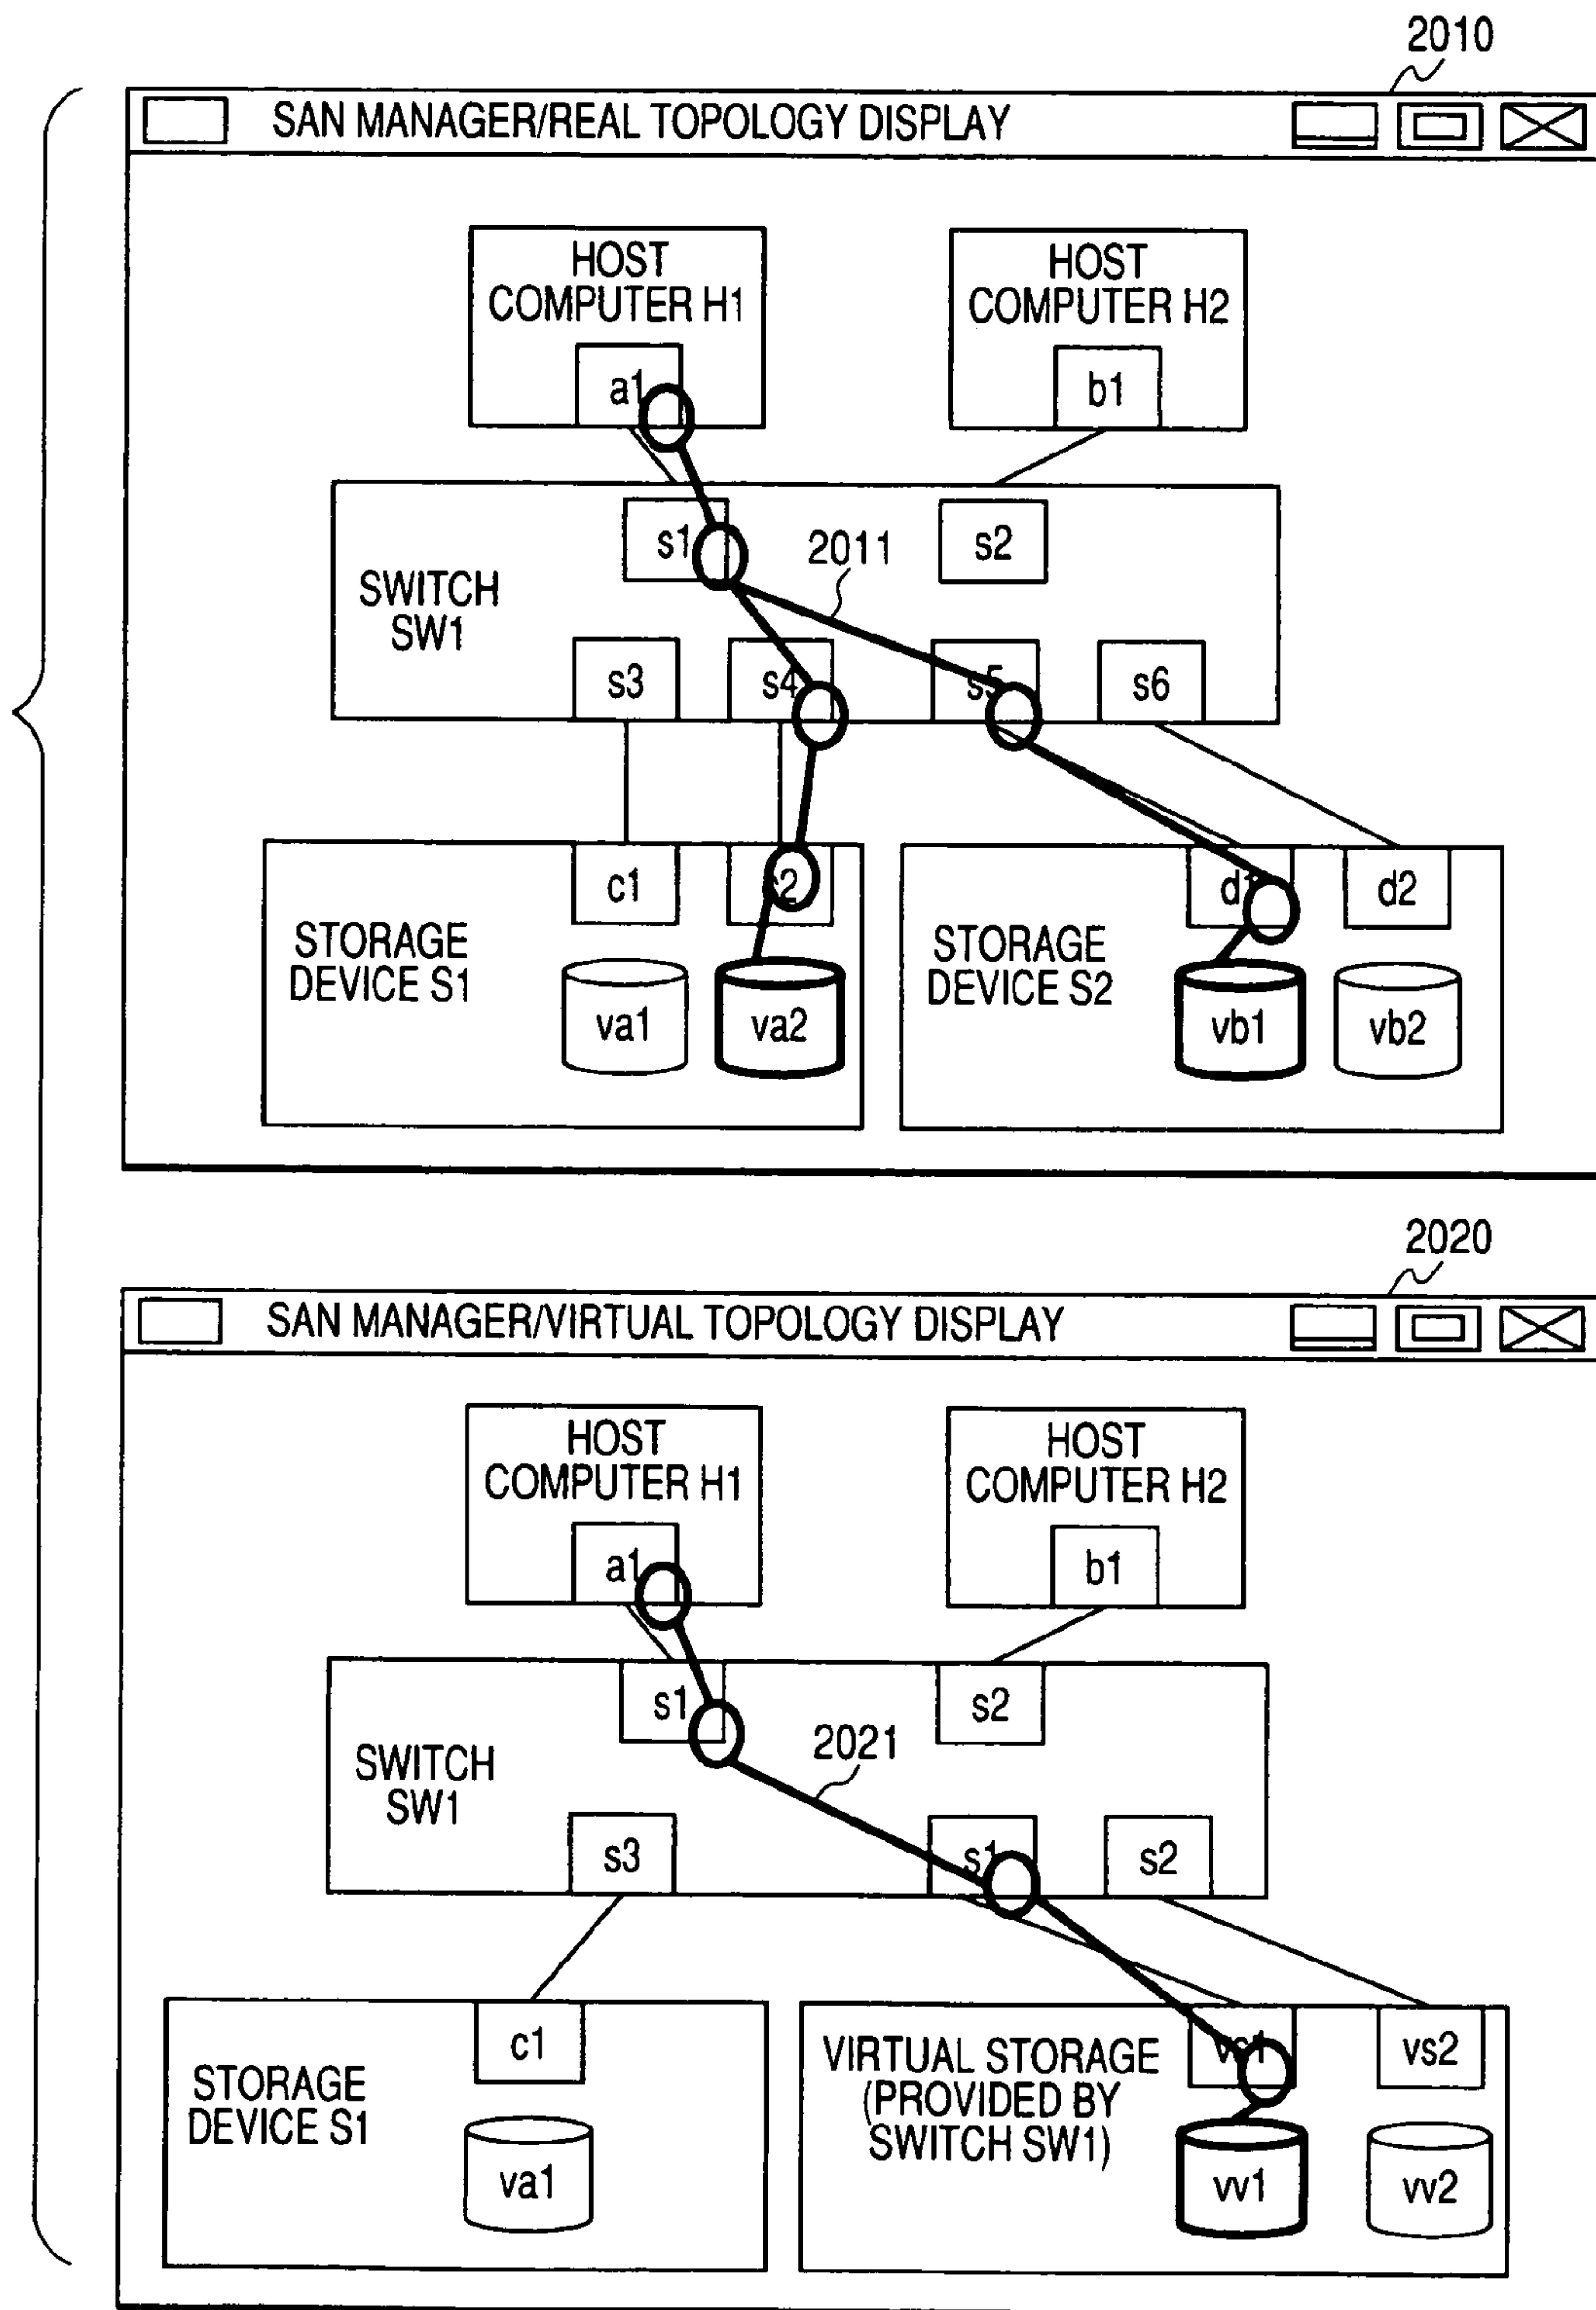 2010
SAN MANAGER/REAL TOPOLOGY DISPLAY
HOST
COMPUTER H1
a1
HOST
COMPUTER H2
b1
SWITCH
SW1
s1
2011
s2
s3
s4
s5
s6
STORAGE
DEVICE S1
c1
va1
va2
STORAGE
DEVICE S2
d2
vb1
vb2
2020
SAN MANAGER/VIRTUAL TOPOLOGY DISPLAY
HOST
COMPUTER H1
a1
HOST
COMPUTER H2
b1
SWITCH
SW1
s1
2021
s2
s3
s1
s2
STORAGE
DEVICE S1
c1
va1
VIRTUAL STORAGE
(PROVIDED BY
SWITCH SW1)
vs2
vv1
vv2